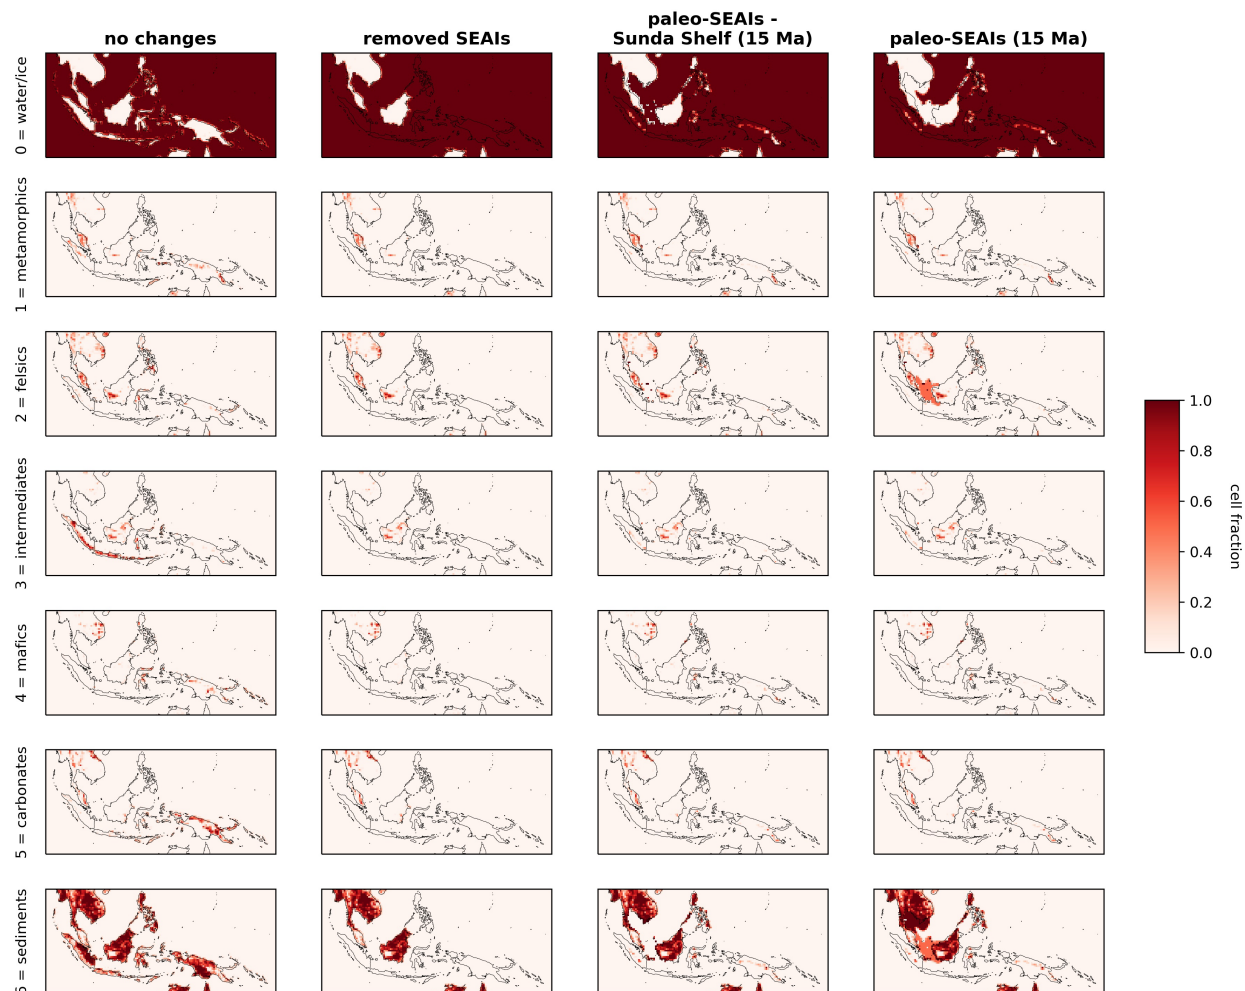 paleo-SEAIs -
no changes
removed SEAIs
Sunda Shelf (15 Ma)
paleo-SEAIs (15 Ma)
0 = water/ice
1 = metamorphics
2 = felsics
3 = intermediates
4 = mafics
5 = carbonates
= sediments
1.0
0.8
0.6
0.4
0.2
0.0
cell fraction